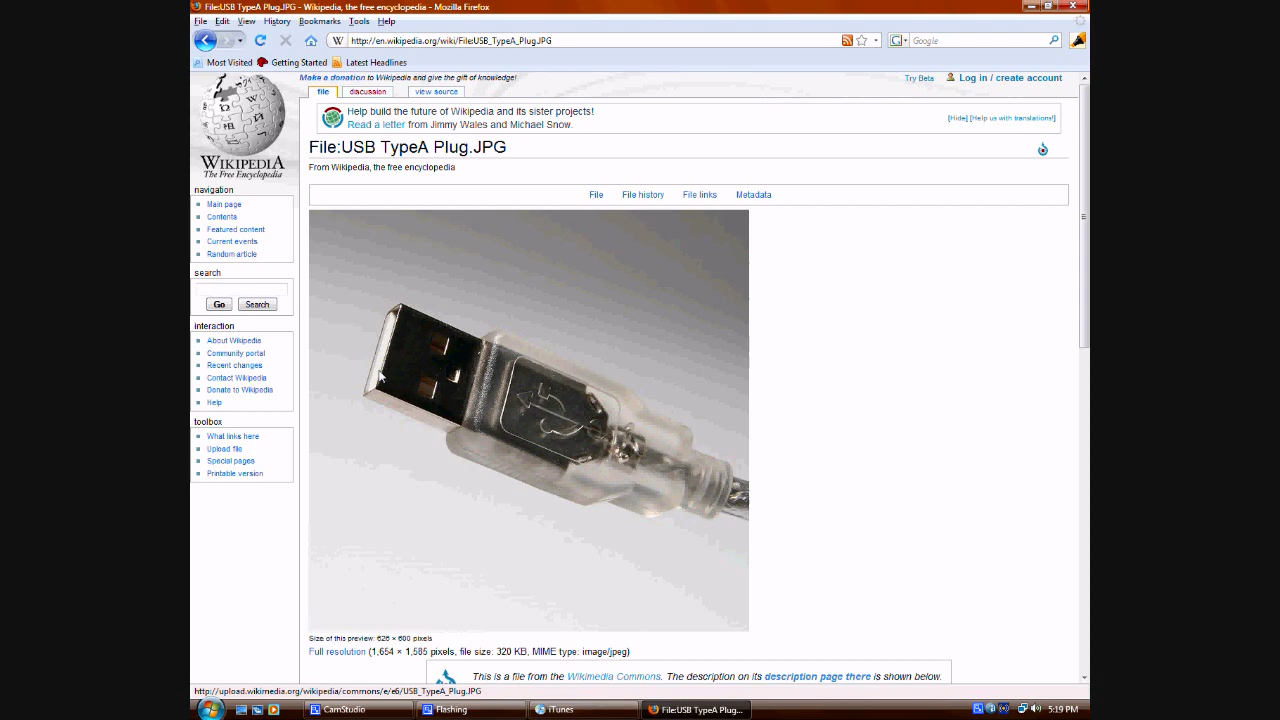 File:USB TypeA Plug.JPG - Wikipedia, the free encyclopedia - Mozilla Firefox
File Edit View History Bookmarks Tools Help
W http://en.wikipedia.org/wiki/File:USB_TypeA_Plug.JPG
G Google
Most Visited Getting Started Latest Headlines
Make a donation to Wikipedia and give the gift of knowledge!
Try Beta Log in / create account
file discussion view source
Help build the future of Wikipedia and its sister projects!
Read a letter from Jimmy Wales and Michael Snow.
[Hide] [Help us with translations!]
WIKIPEDIA
The Free Encyclopedia
File:USB TypeA Plug.JPG
From Wikipedia, the free encyclopedia
File File history File links Metadata
navigation
Main page
Contents
Featured content
Current events
Random article
search
Go Search
interaction
About Wikipedia
Community portal
Recent changes
Contact Wikipedia
Donate to Wikipedia
Help
toolbox
What links here
Upload file
Special pages
Printable version
Size of this preview: 626 × 600 pixels
Full resolution (1,654 × 1,585 pixels, file size: 320 KB, MIME type: image/jpeg)
This is a file from the Wikimedia Commons. The description on its description page there is shown below.
http://upload.wikimedia.org/wikipedia/commons/e/e6/USB_TypeA_Plug.JPG
CamStudio Flashing iTunes File:USB TypeA Plug... 5:19 PM